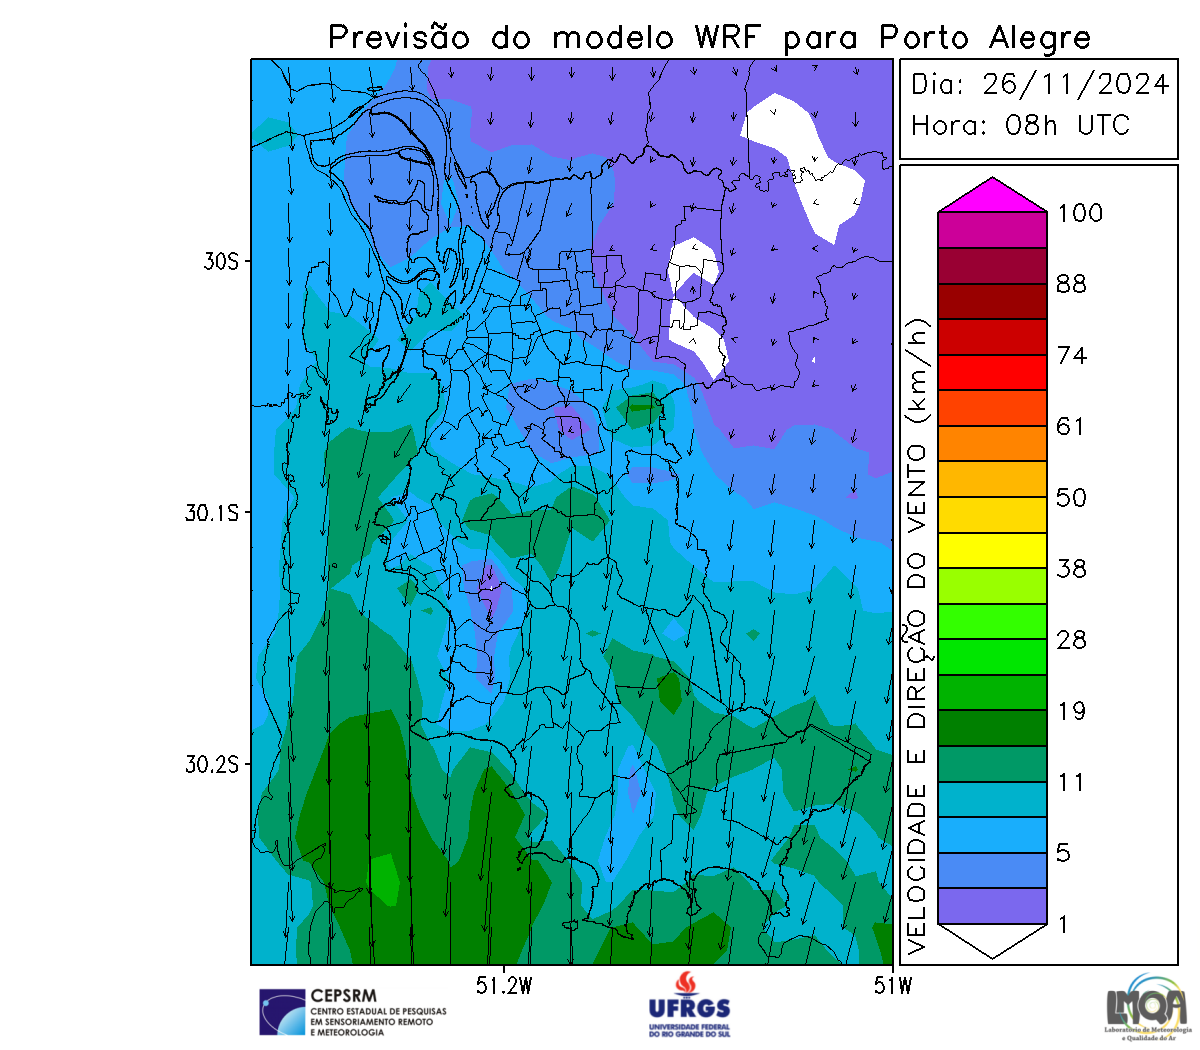 Previsão do modelo WRF para Porto Alegre
Dia: 26/11/2024
Hora: 08h UTC
30S
30.1S
30.2S
51.2W
51W
VELOCIDADE E DIREÇÃO DO VENTO (km/h)
100
88
74
61
50
38
28
19
11
5
1
CEPSRM
CENTRO ESTADUAL DE PESQUISAS
EM SENSORIAMENTO REMOTO
E METEOROLOGIA
UFRGS
UNIVERSIDADE FEDERAL
DO RIO GRANDE DO SUL
LMQA
Laboratório de Meteorologia
e Qualidade do Ar